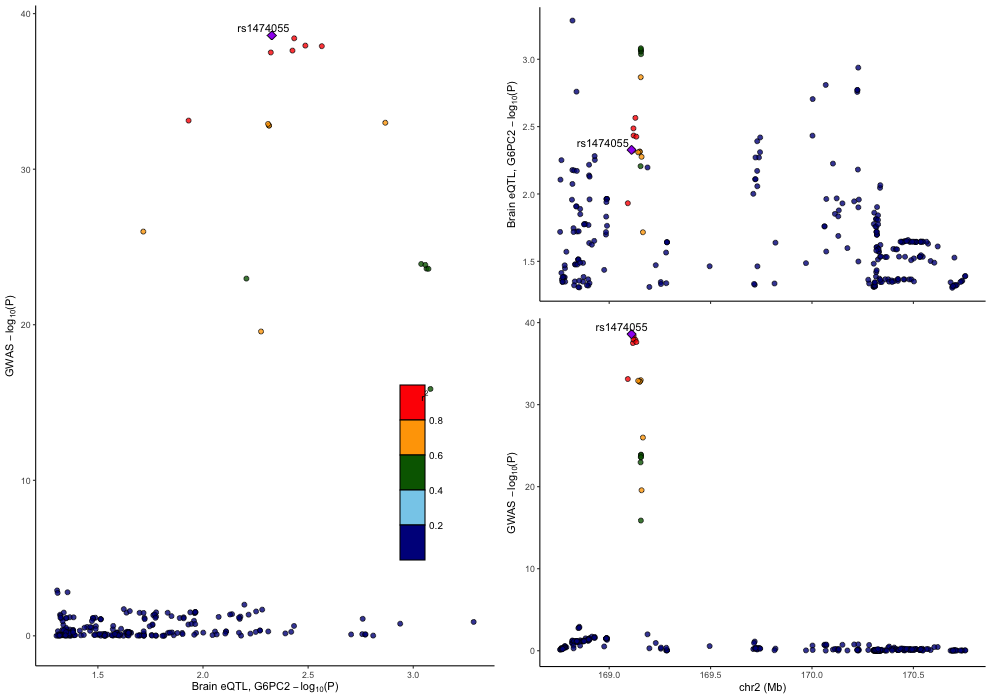 40
30
20
10
0
GWAS −log10(P)
rs1474055
r2
0.8
0.6
0.4
0.2
1.5
2.0
2.5
3.0
Brain eQTL, G6PC2 −log10(P)
3.0
2.5
2.0
1.5
Brain eQTL, G6PC2 −log10(P)
rs1474055
40
30
20
10
0
GWAS −log10(P)
rs1474055
169.0
169.5
170.0
170.5
chr2 (Mb)